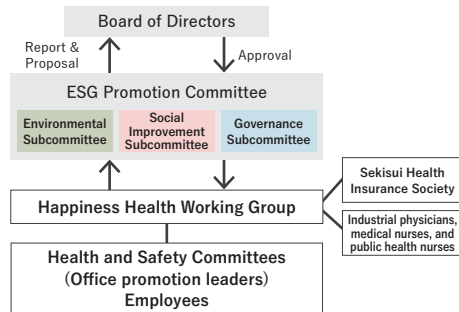 Board of Directors
Report &
Proposal
Approval
ESG Promotion Committee
Environmental
Subcommittee
Social
Improvement
Subcommittee
Governance
Subcommittee
Happiness Health Working Group
Sekisui Health
Insurance Society
Industrial physicians,
medical nurses, and
public health nurses
Health and Safety Committees
(Office promotion leaders)
Employees